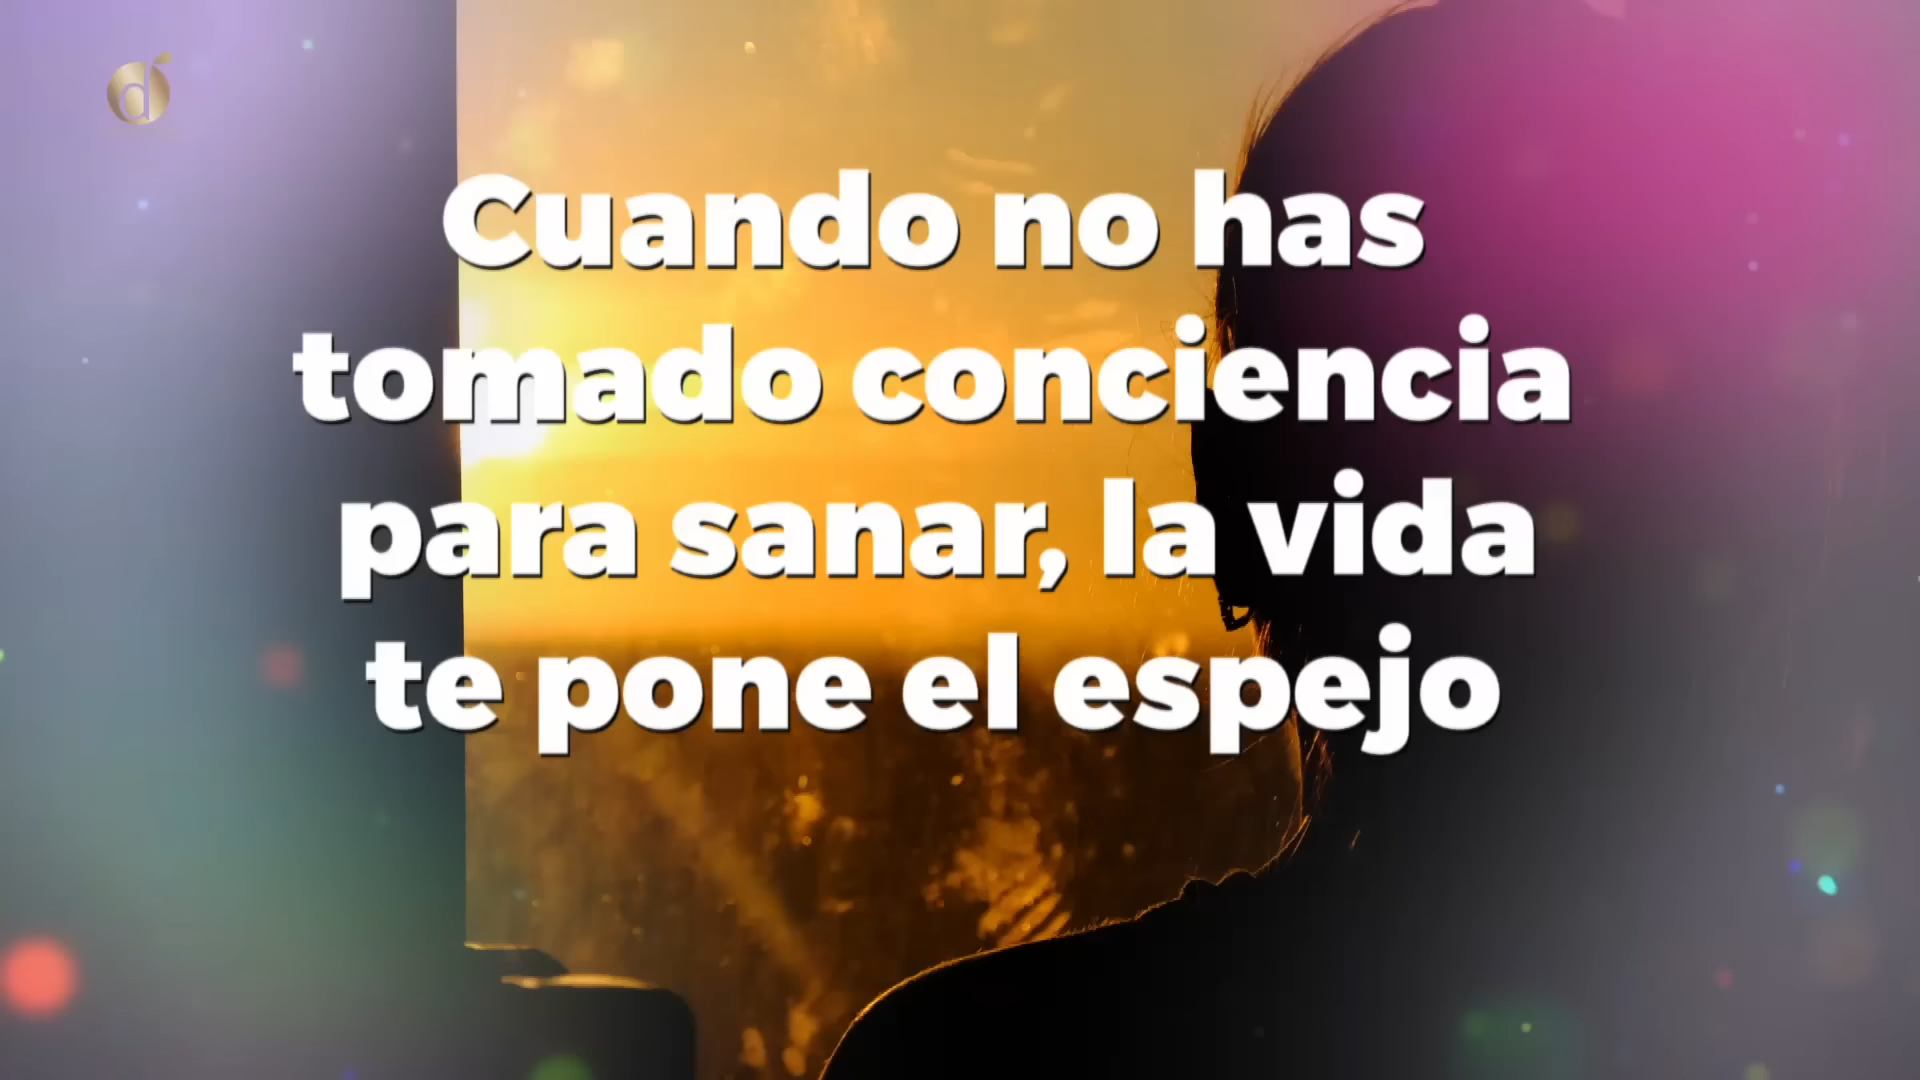 Cuando no has
tomado conciencia
para sanar, la vida
te pone el espejo